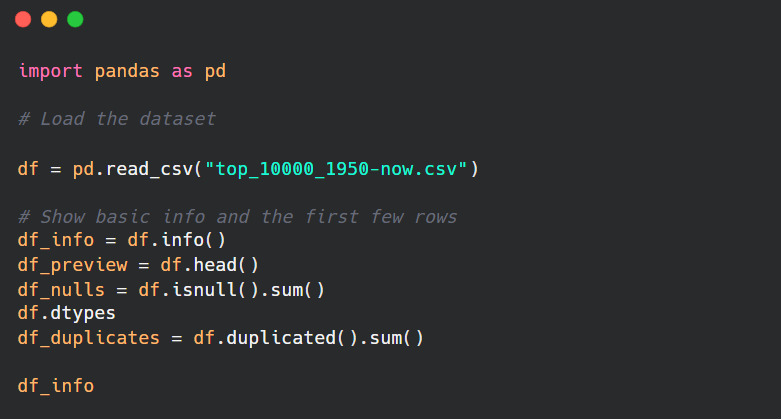 import pandas as pd
# Load the dataset
df = pd.read_csv("top_10000_1950-now.csv")
# Show basic info and the first few rows
df_info = df.info()
df_preview = df.head()
df_nulls = df.isnull().sum()
df.dtypes
df_duplicates = df.duplicated().sum()
df_info